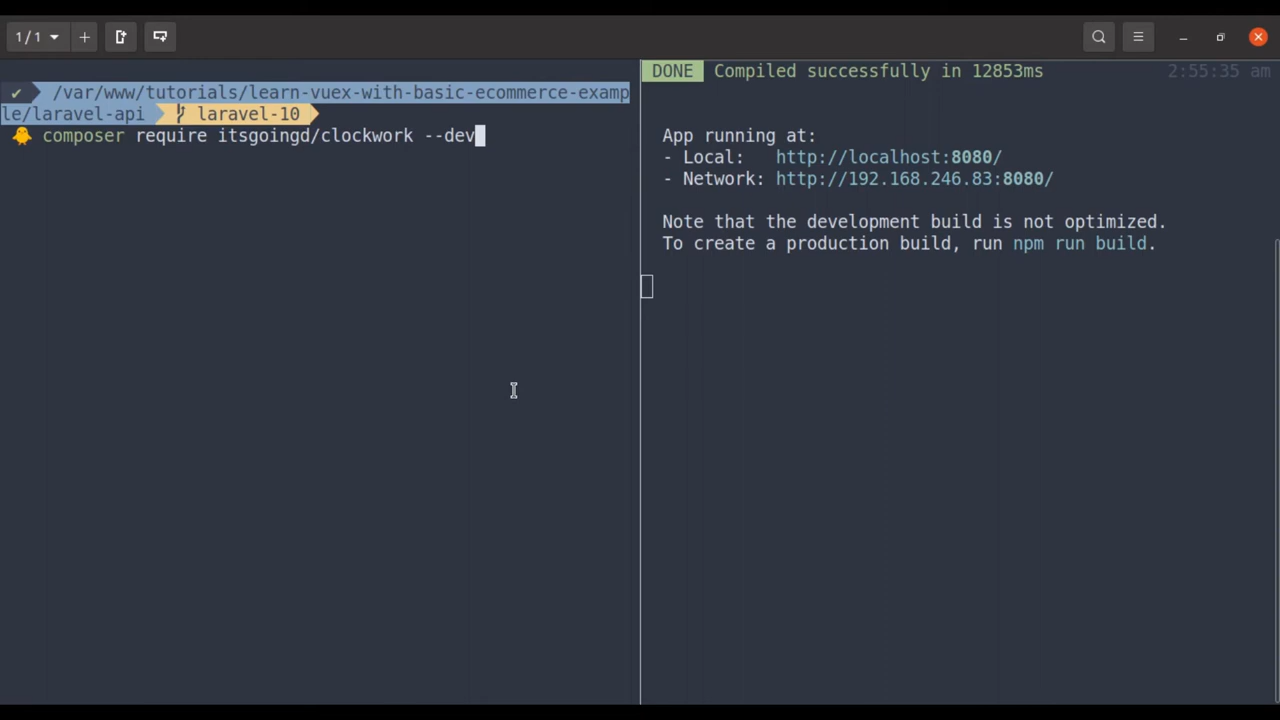 1/1
✔ /var/www/tutorials/learn-vuex-with-basic-ecommerce-examp
le/laravel-api laravel-10
composer require itsgoingd/clockwork --dev
DONE Compiled successfully in 12853ms 2:55:35 am
App running at:
- Local: http://localhost:8080/
- Network: http://192.168.246.83:8080/
Note that the development build is not optimized.
To create a production build, run npm run build.